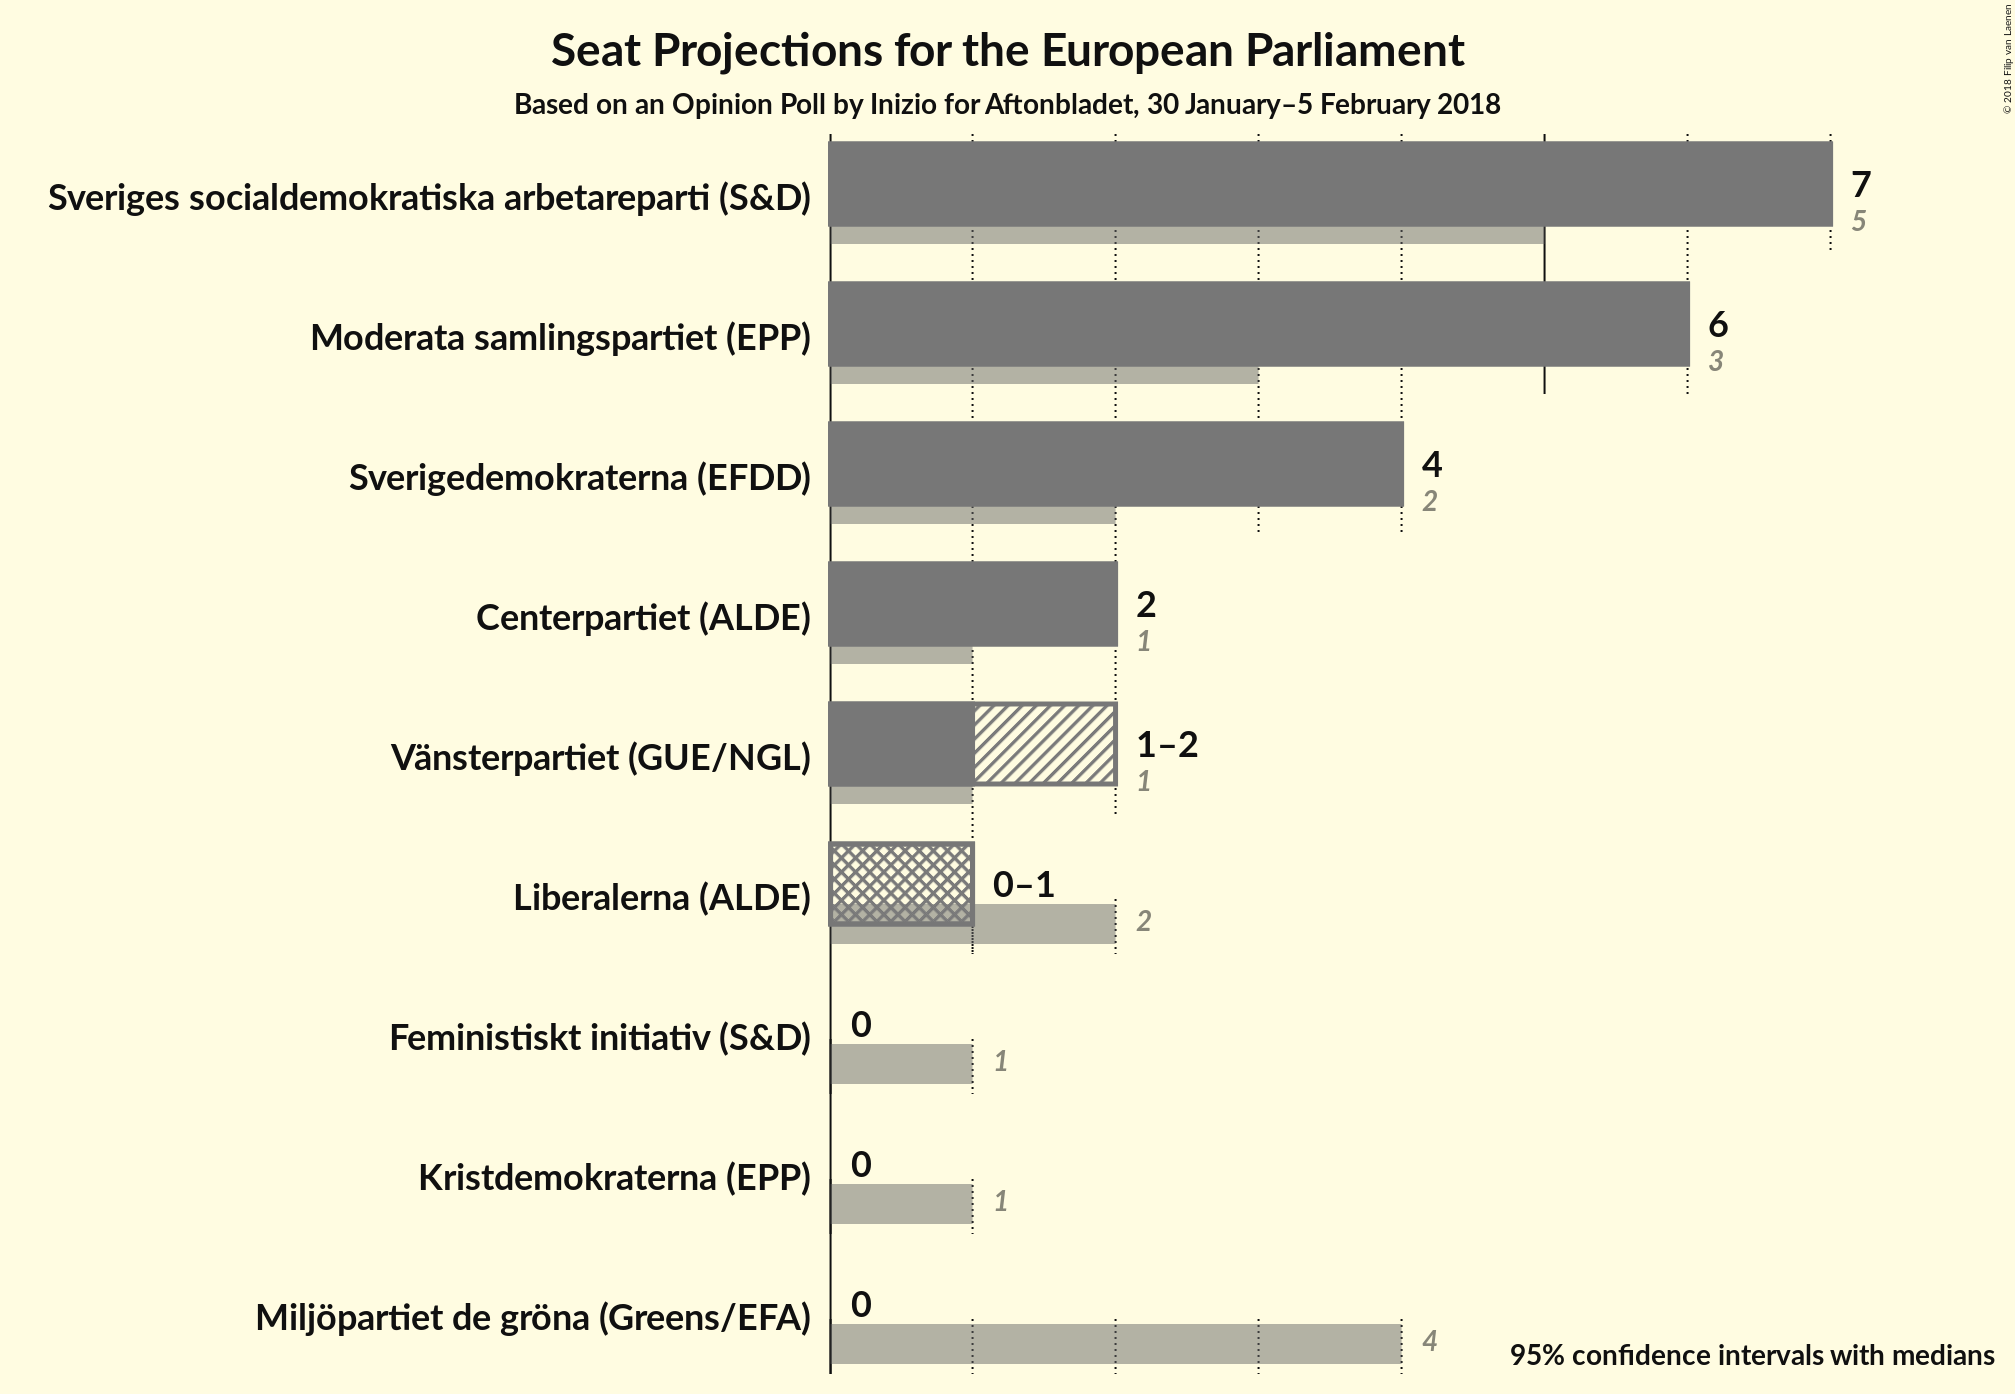 Seat Projections for the European Parliament
Based on an Opinion Poll by Inizio for Aftonbladet, 30 January–5 February 2018
© 2018 Filip van Laenen
Sveriges socialdemokratiska arbetareparti (S&D)
7
5
Moderata samlingspartiet (EPP)
6
3
Sverigedemokraterna (EFDD)
4
2
Centerpartiet (ALDE)
2
1
Vänsterpartiet (GUE/NGL)
1–2
1
Liberalerna (ALDE)
0–1
2
Feministiskt initiativ (S&D)
0
1
Kristdemokraterna (EPP)
0
1
Miljöpartiet de gröna (Greens/EFA)
0
4
95% confidence intervals with medians